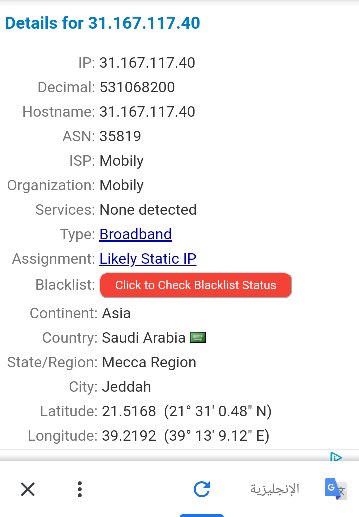 Details for 31.167.117.40
IP: 31.167.117.40
Decimal: 531068200
Hostname: 31.167.117.40
ASN: 35819
ISP: Mobily
Organization: Mobily
Services: None detected
Type: Broadband
Assignment: Likely Static IP
Blacklist: Click to Check Blacklist Status
Continent: Asia
Country: Saudi Arabia
State/Region: Mecca Region
City: Jeddah
Latitude: 21.5168 (21° 31' 0.48" N)
Longitude: 39.2192 (39° 13' 9.12" E)
الإنجليزية